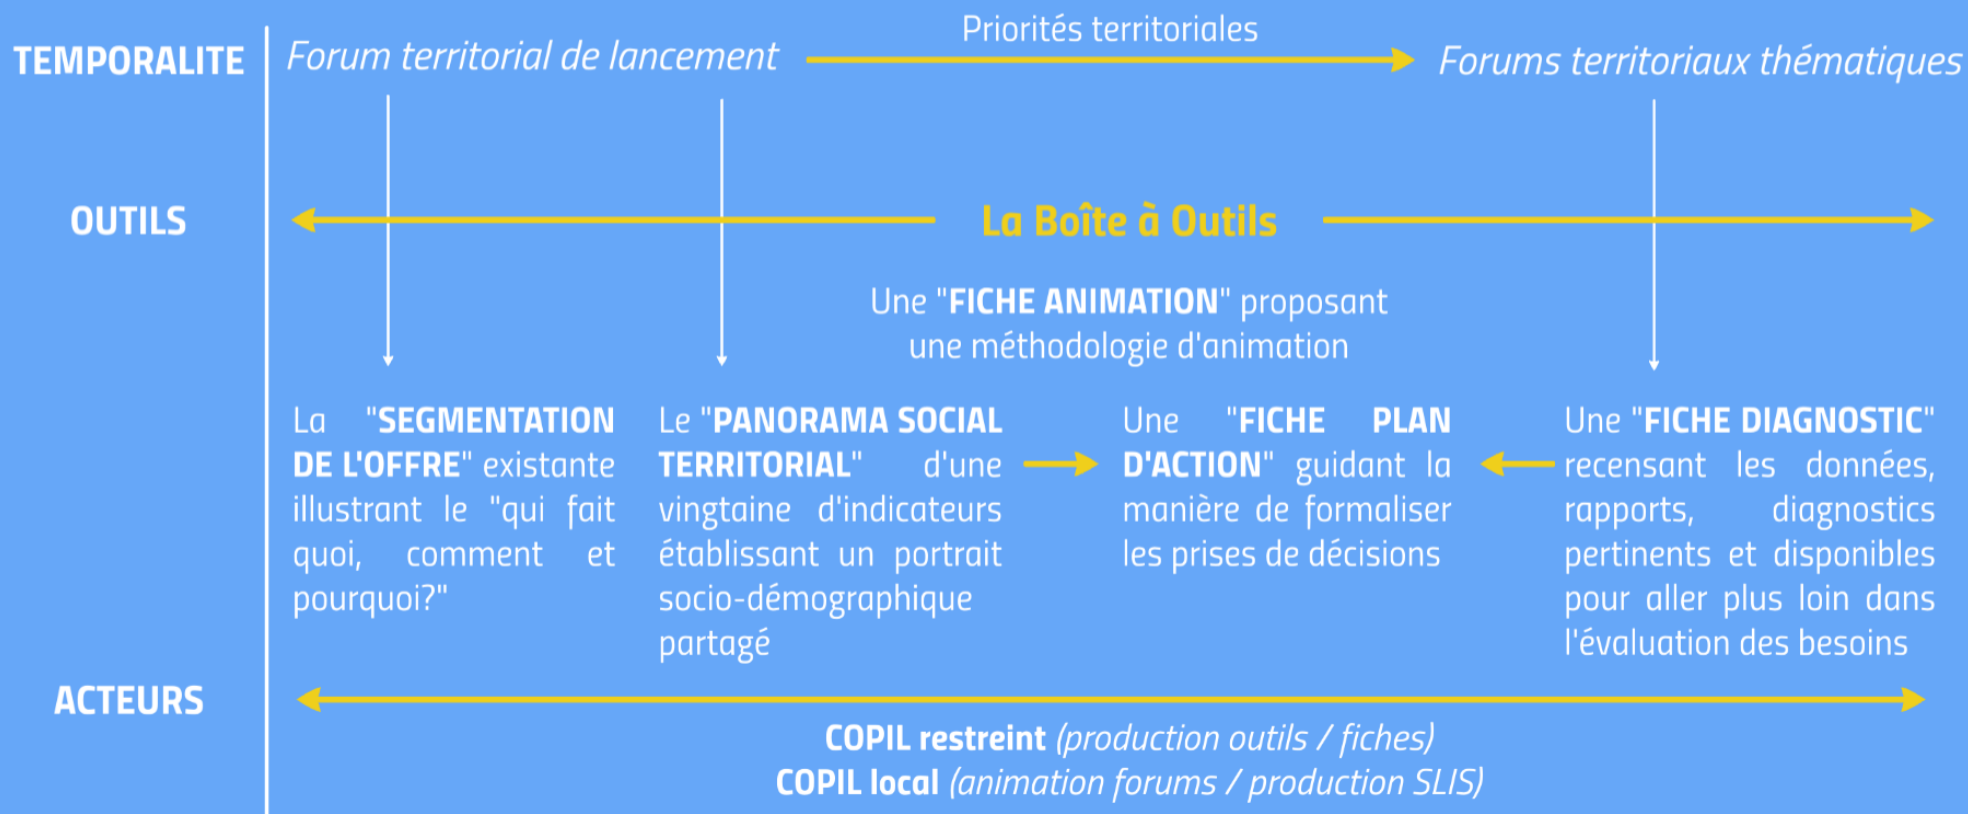 TEMPORALITE
Forum territorial de lancement
Priorités territoriales
Forums territoriaux thématiques
OUTILS
La Boîte à Outils
Une "FICHE ANIMATION" proposant
une méthodologie d'animation
La "SEGMENTATION
DE L'OFFRE" existante
illustrant le "qui fait
quoi, comment et
pourquoi?"
Le "PANORAMA SOCIAL
TERRITORIAL" d'une
vingtaine d'indicateurs
établissant un portrait
socio-démographique
partagé
Une "FICHE PLAN
D'ACTION" guidant la
manière de formaliser
les prises de décisions
Une "FICHE DIAGNOSTIC"
recensant les données,
rapports, diagnostics
pertinents et disponibles
pour aller plus loin dans
l'évaluation des besoins
ACTEURS
COPIL restreint (production outils / fiches)
COPIL local (animation forums / production SLIS)